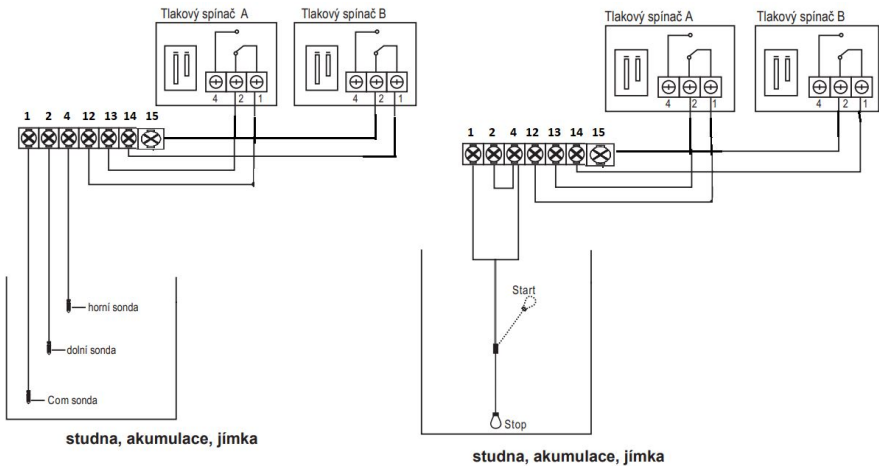 Tlakový spínač A
Tlakový spínač B
4 2 1
4 2 1
1 2 4 12 13 14 15
horní sonda
dolní sonda
Com sonda
studna, akumulace, jímka
Tlakový spínač A
Tlakový spínač B
4 2 1
4 2 1
1 2 4 12 13 14 15
Start
Stop
studna, akumulace, jímka